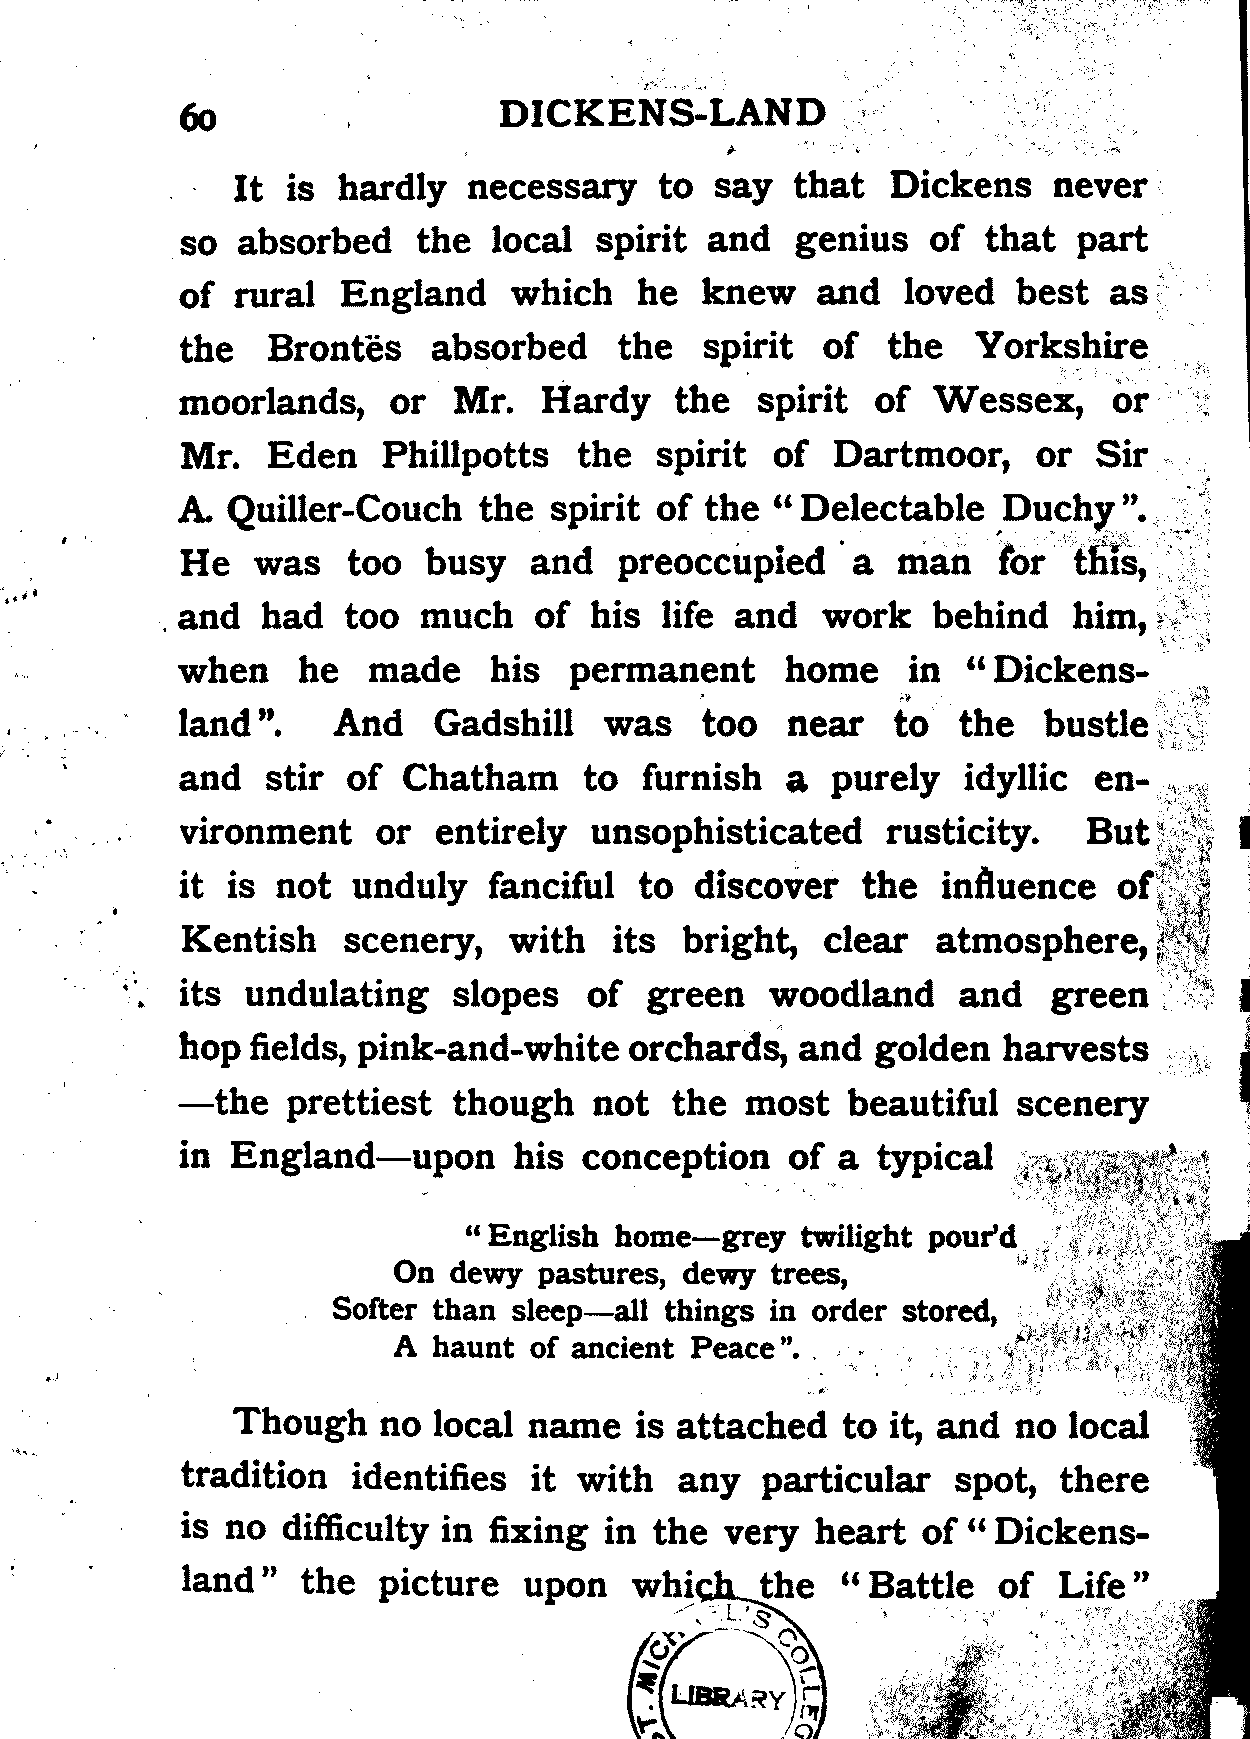 60 DICKENS-LAND
It is hardly necessary to say that Dickens never
so absorbed the local spirit and genius of that part
of rural England which he knew and loved best as
the Brontës absorbed the spirit of the Yorkshire
moorlands, or Mr. Hardy the spirit of Wessex, or
Mr. Eden Phillpotts the spirit of Dartmoor, or Sir
A. Quiller-Couch the spirit of the “Delectable Duchy”.
He was too busy and preoccupied a man for this,
and had too much of his life and work behind him,
when he made his permanent home in “Dickens-
land”. And Gadshill was too near to the bustle
and stir of Chatham to furnish a purely idyllic en-
vironment or entirely unsophisticated rusticity. But
it is not unduly fanciful to discover the influence of
Kentish scenery, with its bright, clear atmosphere,
its undulating slopes of green woodland and green
hop fields, pink-and-white orchards, and golden harvests
—the prettiest though not the most beautiful scenery
in England—upon his conception of a typical
“English home—grey twilight pour'd
On dewy pastures, dewy trees,
Softer than sleep—all things in order stored,
A haunt of ancient Peace”.
Though no local name is attached to it, and no local
tradition identifies it with any particular spot, there
is no difficulty in fixing in the very heart of “Dickens-
land” the picture upon which the “Battle of Life”
LIBRARY